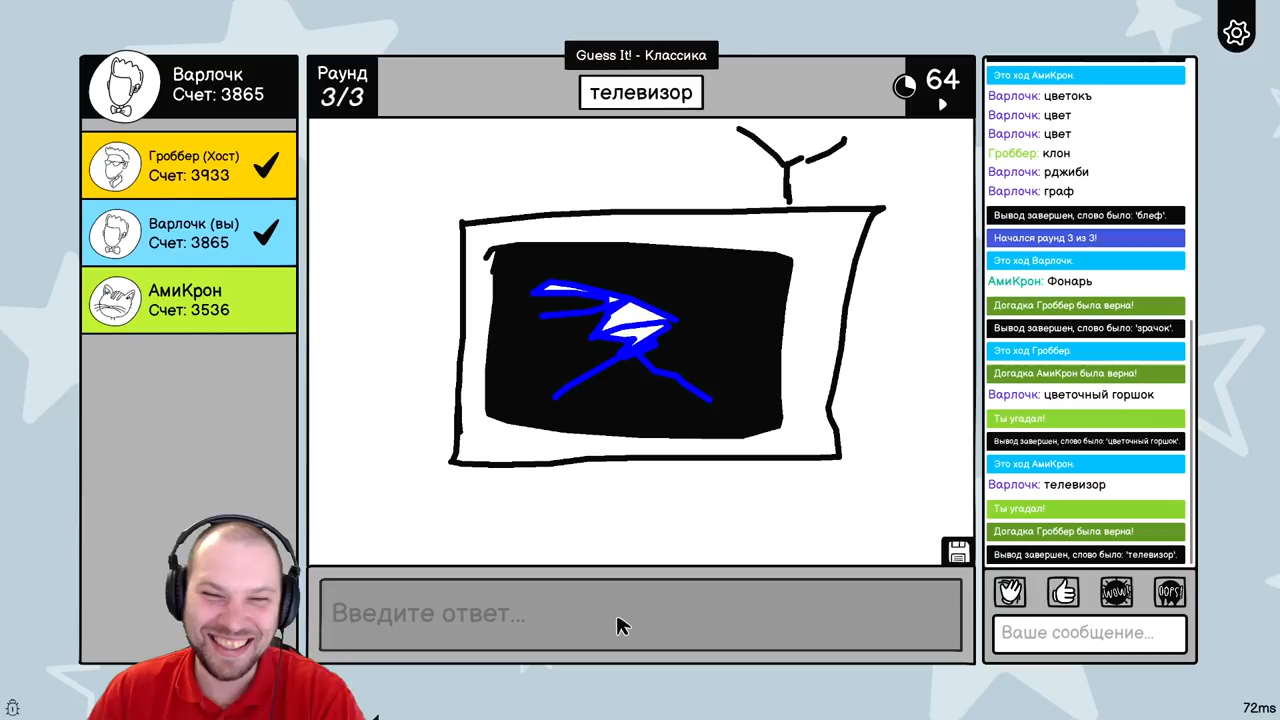 Guess It! - Классика
Варлочк
Счет: 3865
Гроббер (Хост)
Счет: 3933
Варлочк (вы)
Счет: 3865
АмиКрон
Счет: 3536
Раунд
3/3
телевизор
64
Введите ответ...
Это ход АмиКрон.
Варлочк: цветокъ
Варлочк: цвет
Варлочк: цвет
Гроббер: клон
Варлочк: рджиби
Варлочк: граф
Вывод завершен, слово было: 'блеф'.
Начался раунд 3 из 3!
Это ход Варлочк.
АмиКрон: Фонарь
Догадка Гроббер была верна!
Вывод завершен, слово было: 'зрачок'.
Это ход Гроббер.
Догадка АмиКрон была верна!
Варлочк: цветочный горшок
Ты угадал!
Вывод завершен, слово было: 'цветочный горшок'.
Это ход АмиКрон.
Варлочк: телевизор
Ты угадал!
Догадка Гроббер была верна!
Вывод завершен, слово было: 'телевизор'.
WOW!
OOPS!
Ваше сообщение...
72ms